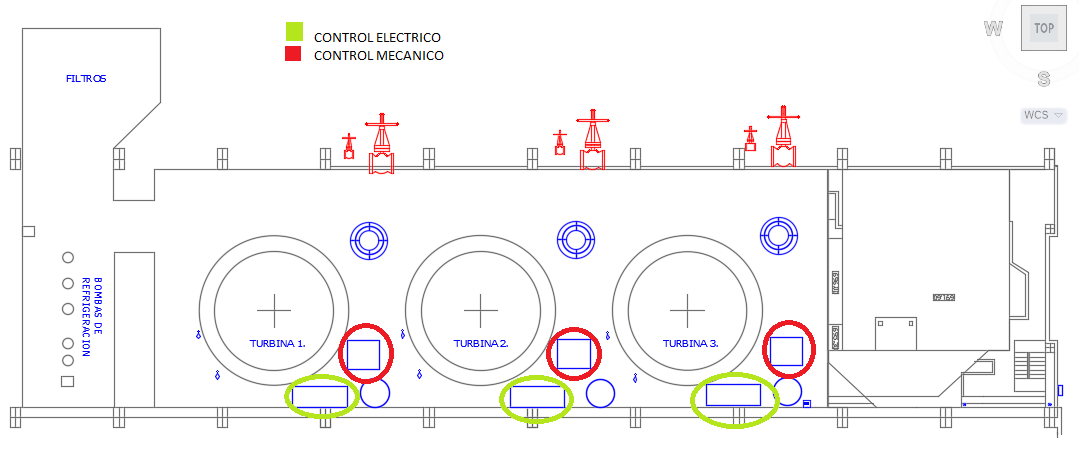 CONTROL ELECTRICO
CONTROL MECANICO
W
TOP
S
WCS
FILTROS
BOMBAS DE
REFRIGERACION
TURBINA 1.
TURBINA 2.
TURBINA 3.